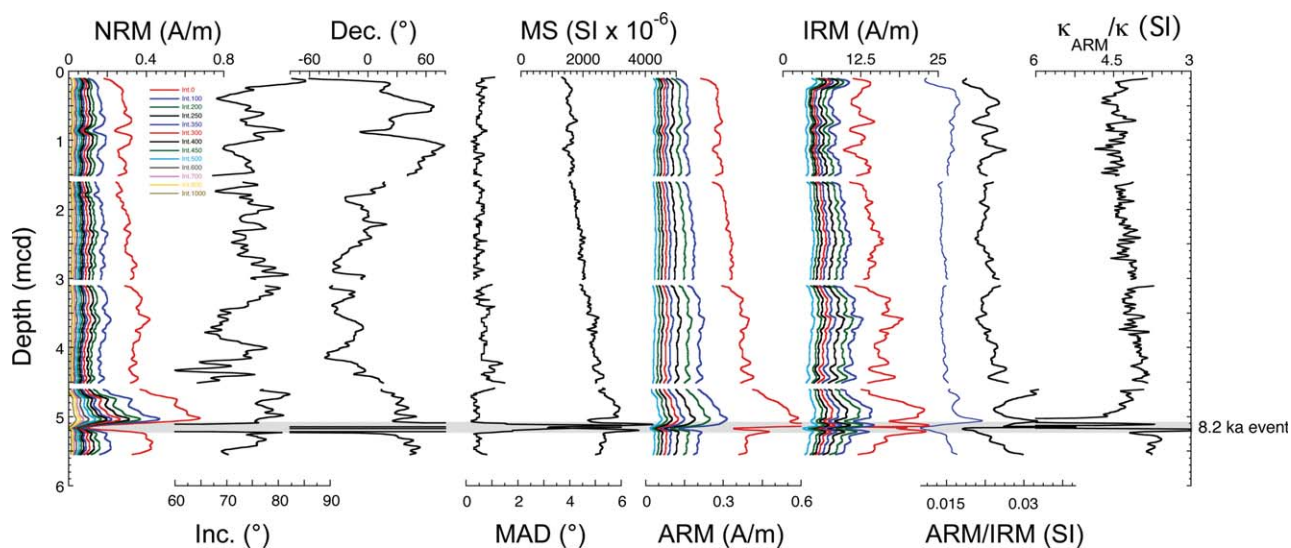 NRM (A/m) Dec. (°) MS (SI x 10⁻⁶) IRM (A/m) κARM/κ (SI)
0 0.4 0.8 -60 0 60 0 2000 4000 0 12.5 25 6 4.5 3
Depth (mcd)
0
1
2
3
4
5
6
Int.0
Int.100
Int.200
Int.250
Int.350
Int.300
Int.400
Int.450
Int.500
Int.600
Int.700
Int.1000
8.2 ka event
60 70 80 90 0 2 4 6 0 0.3 0.6 0.015 0.03
Inc. (°) MAD (°) ARM (A/m) ARM/IRM (SI)